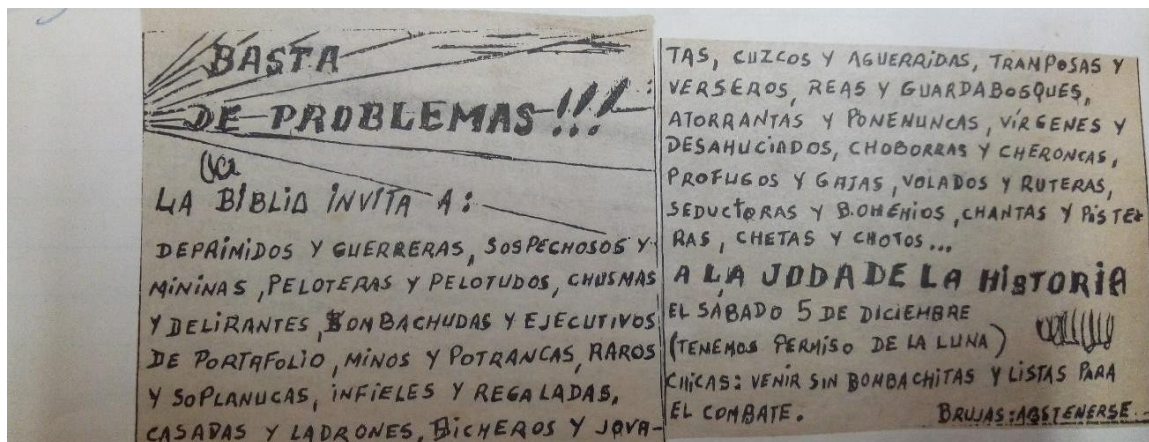 BASTA
DE PROBLEMAS!!!
LA BIBLIA INVITA A:
DEPRIMIDOS Y GUERRERAS, SOSPECHOSOS Y
MININAS, PELOTERAS Y PELOTUDOS, CHUSMAS
Y DELIRANTES, BOMBACHUDAS Y EJECUTIVOS
DE PORTAFOLIO, MINOS Y POTRANCAS, RAROS
Y SOPLANUCAS, INFIELES Y REGALADAS,
CASADAS Y LADRONES, BICHEROS Y JOVA-
TAS, CUZCOS Y AGUERRIDAS, TRANPOSAS Y
VERSEROS, REAS Y GUARDABOSQUES,
ATORRANTAS Y PONENUNCAS, VÍRGENES Y
DESAHUCIADOS, CHOBORRAS Y CHERONCAS,
PROFUGOS Y GATAS, VOLADOS Y RUTERAS,
SEDUCTORAS Y BOHEMIOS, CHANTAS Y PISTE-
RAS, CHETAS Y CHOTOS...
A LA JODA DE LA HISTORIA
EL SÁBADO 5 DE DICIEMBRE
(TENEMOS PERMISO DE LA LUNA)
CHICAS: VENIR SIN BOMBACHITAS Y LISTAS PARA
EL COMBATE. BRUJAS: ABSTENERSE.-